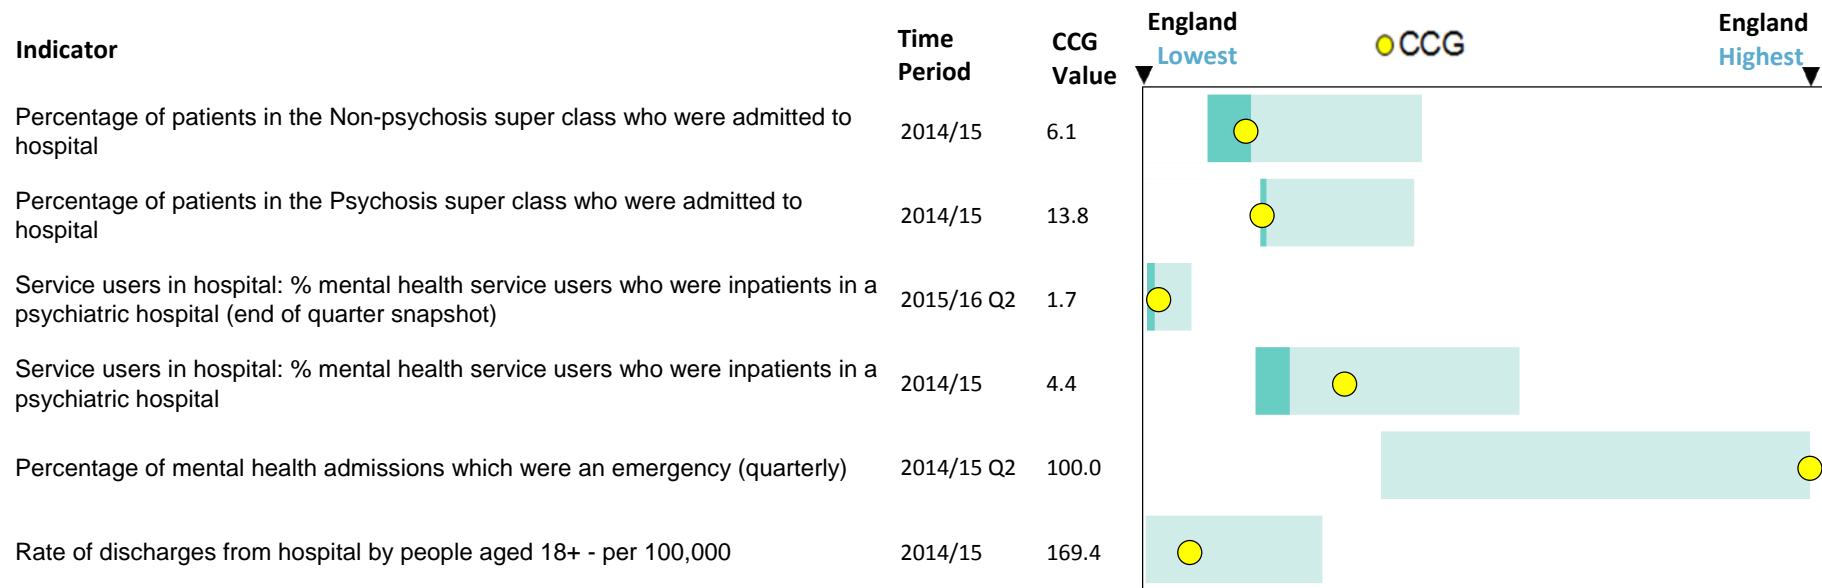 Indicator
Time
Period
CCG
Value
England
Lowest
CCG
England
Highest
Percentage of patients in the Non-psychosis super class who were admitted to
hospital
2014/15
6.1
Percentage of patients in the Psychosis super class who were admitted to
hospital
2014/15
13.8
Service users in hospital: % mental health service users who were inpatients in a
psychiatric hospital (end of quarter snapshot)
2015/16 Q2
1.7
Service users in hospital: % mental health service users who were inpatients in a
psychiatric hospital
2014/15
4.4
Percentage of mental health admissions which were an emergency (quarterly)
2014/15 Q2
100.0
Rate of discharges from hospital by people aged 18+ - per 100,000
2014/15
169.4